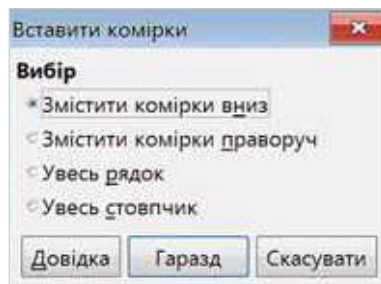 Вставити комірки
Вибір
Змістити комірки вниз
Змістити комірки праворуч
Увесь рядок
Увесь стовпчик
Довідка Гаразд Скасувати